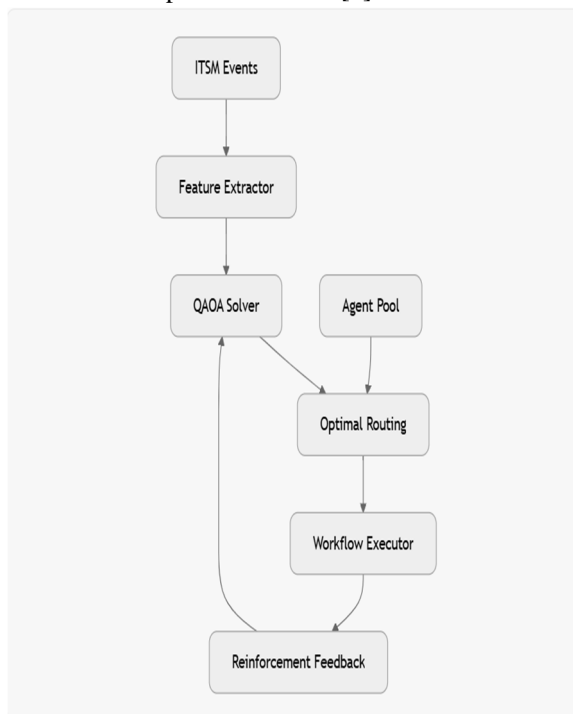 ITSM Events
Feature Extractor
QAOA Solver
Agent Pool
Optimal Routing
Workflow Executor
Reinforcement Feedback